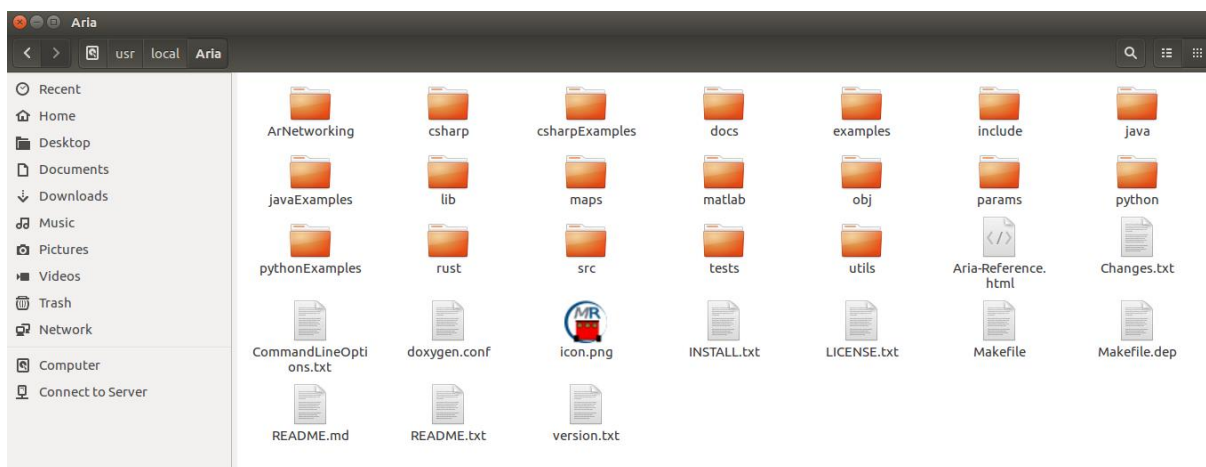 Aria
usr local Aria
Recent
Home
Desktop
Documents
Downloads
Music
Pictures
Videos
Trash
Network
Computer
Connect to Server
ArNetworking csharp csharpExamples docs examples include java
javaExamples lib maps matlab obj params python
pythonExamples rust src tests utils Aria-Reference. Changes.txt
html
MR
CommandLineOpti doxygen.conf icon.png INSTALL.txt LICENSE.txt Makefile Makefile.dep
ons.txt
README.md README.txt version.txt